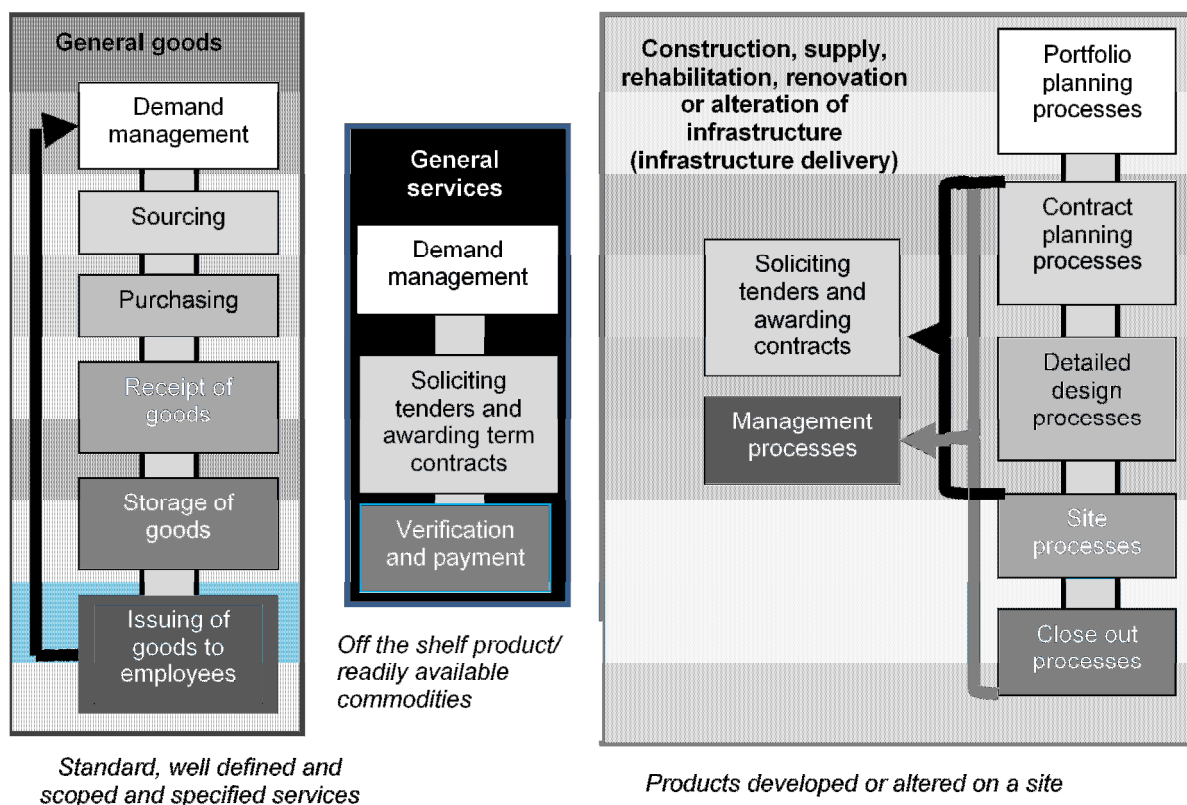 General goods
Demand
management
Sourcing
Purchasing
Receipt of
goods
Storage of
goods
Issuing of
goods to
employees
Standard, well defined and
scoped and specified services
General
services
Demand
management
Soliciting
tenders and
awarding term
contracts
Verification
and payment
Off the shelf product/
readily available
commodities
Construction, supply,
rehabilitation, renovation
or alteration of
infrastructure
(infrastructure delivery)
Soliciting
tenders and
awarding
contracts
Management
processes
Portfolio
planning
processes
Contract
planning
processes
Detailed
design
processes
Site
processes
Close out
processes
Products developed or altered on a site